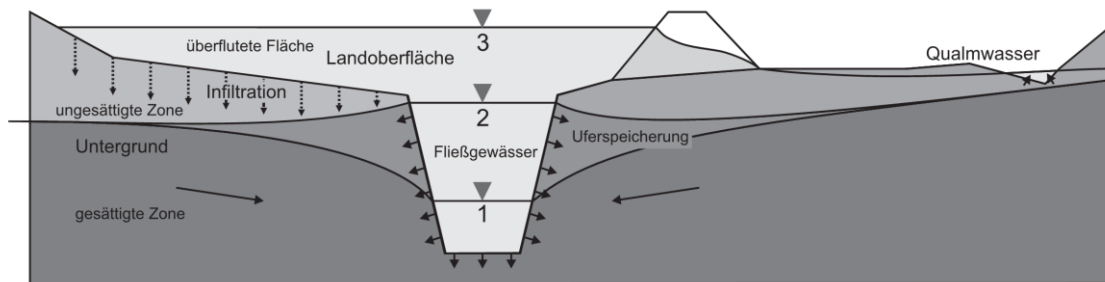 3
überflutete Fläche
Landoberfläche
Qualmwasser
Infiltration
ungesättigte Zone
2
Uferspeicherung
Untergrund
Fließgewässer
1
gesättigte Zone